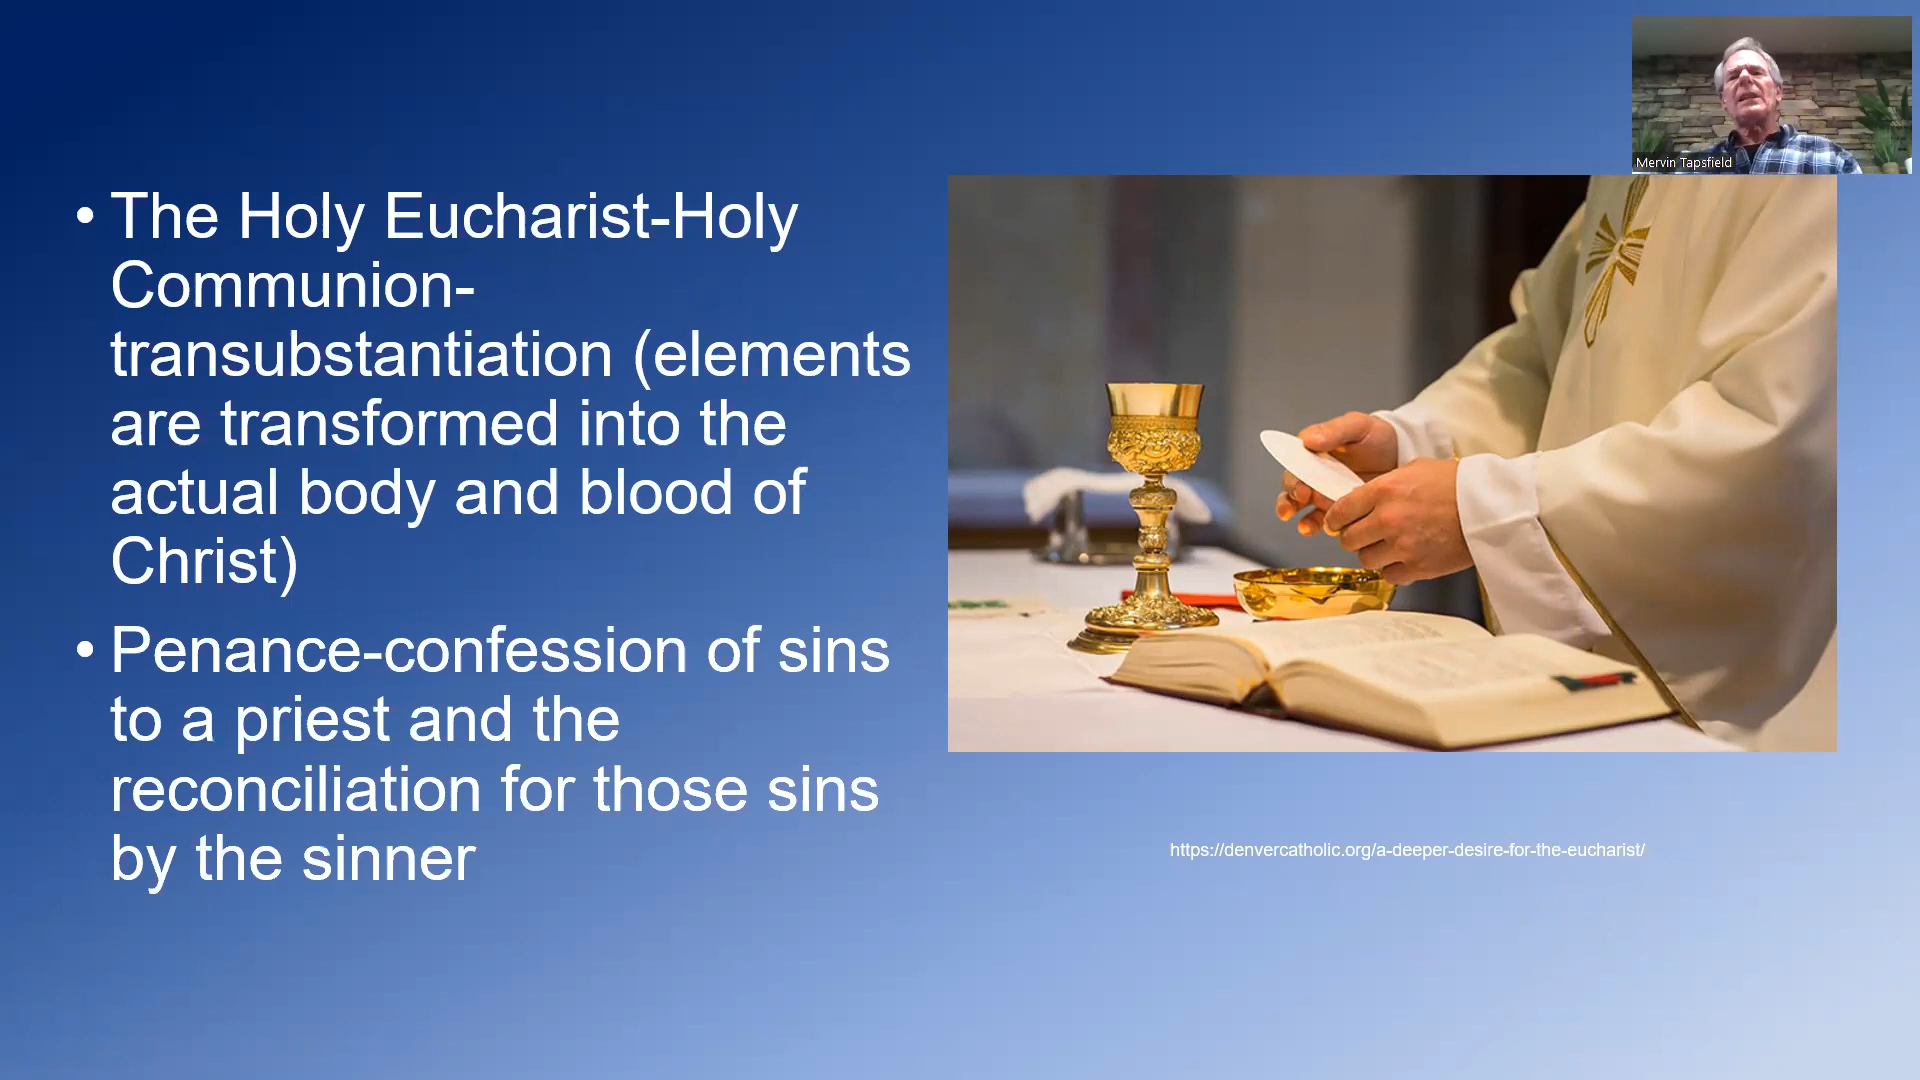 • The Holy Eucharist-Holy
Communion-
transubstantiation (elements
are transformed into the
actual body and blood of
Christ)
• Penance-confession of sins
to a priest and the
reconciliation for those sins
by the sinner
Mervin Tapsfield
https://denvercatholic.org/a-deeper-desire-for-the-eucharist/